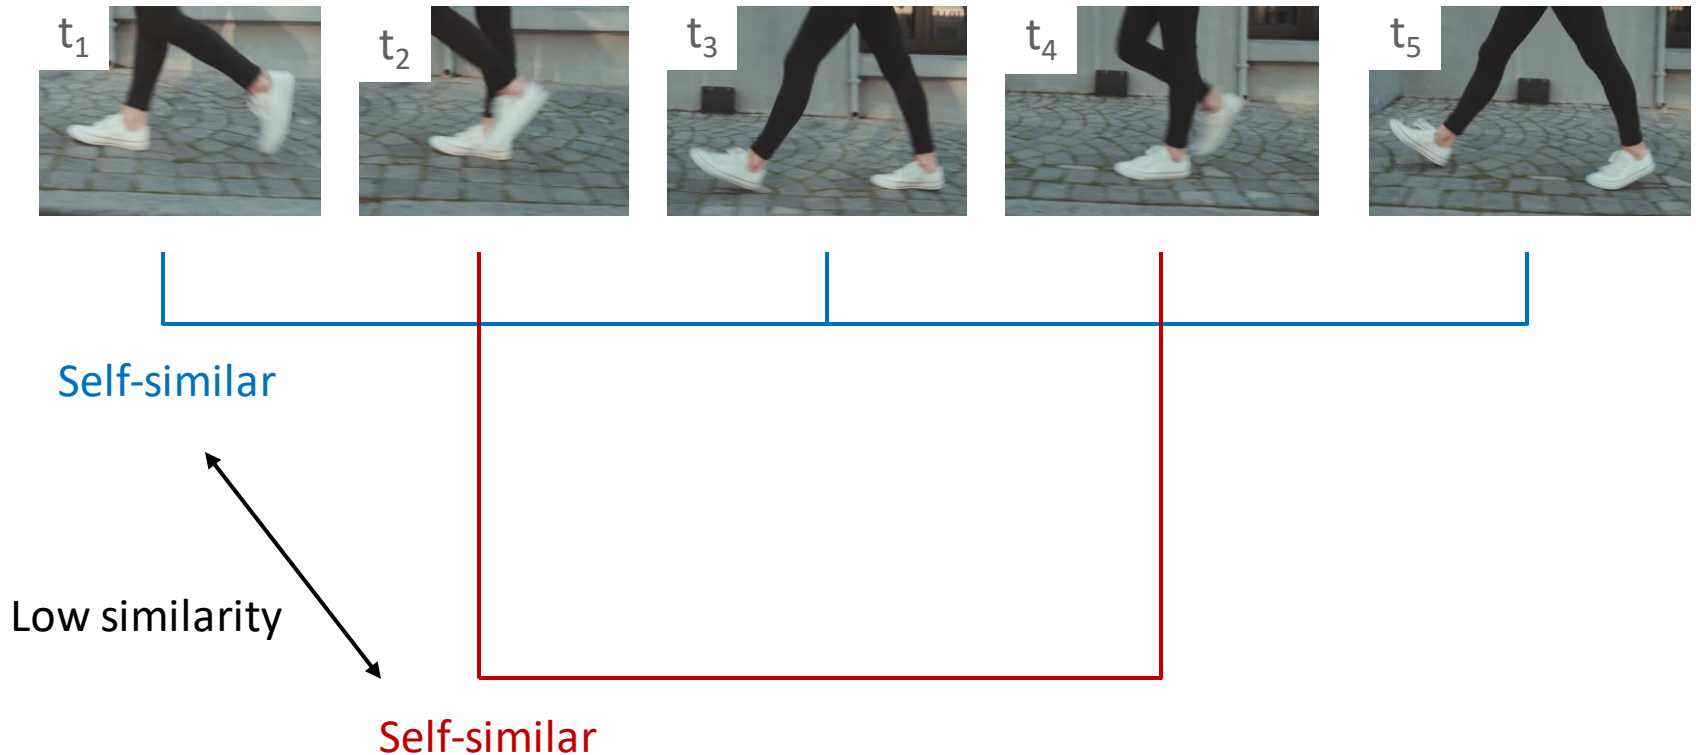 t₁
t₂
t₃
t₄
t₅
Self-similar
Low similarity
Self-similar